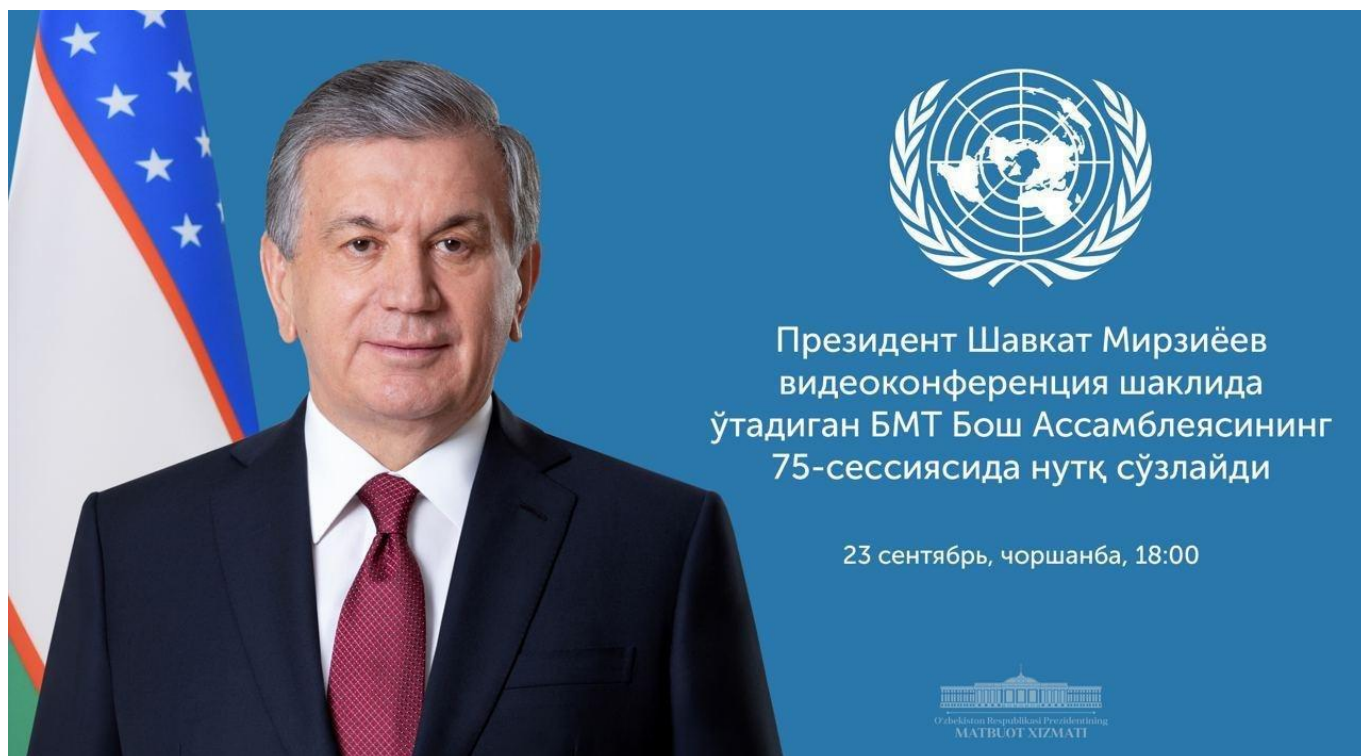 Президент Шавкат Мирзиёев
видеоконференция шаклида
ўтадиган БМТ Бош Ассамблеясининг
75-сессиясида нутқ сўзлайди
23 сентябрь, чоршанба, 18:00
O'zbekiston Respublikasi Prezidentining
MATBUOT XIZMATI